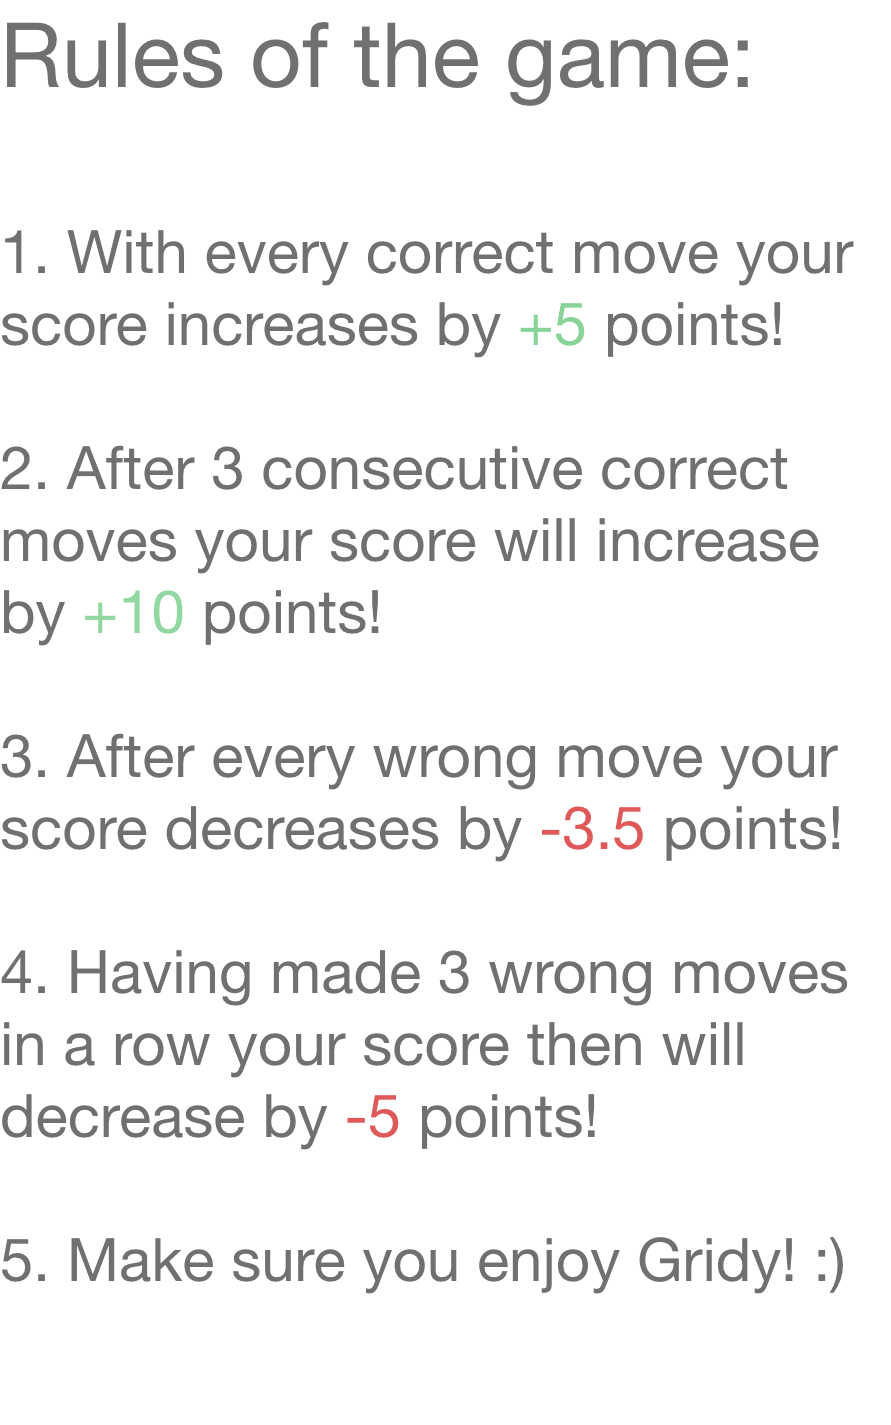 Rules of the game:
1. With every correct move your
score increases by +5 points!
2. After 3 consecutive correct
moves your score will increase
by +10 points!
3. After every wrong move your
score decreases by -3.5 points!
4. Having made 3 wrong moves
in a row your score then will
decrease by -5 points!
5. Make sure you enjoy Gridy! :)